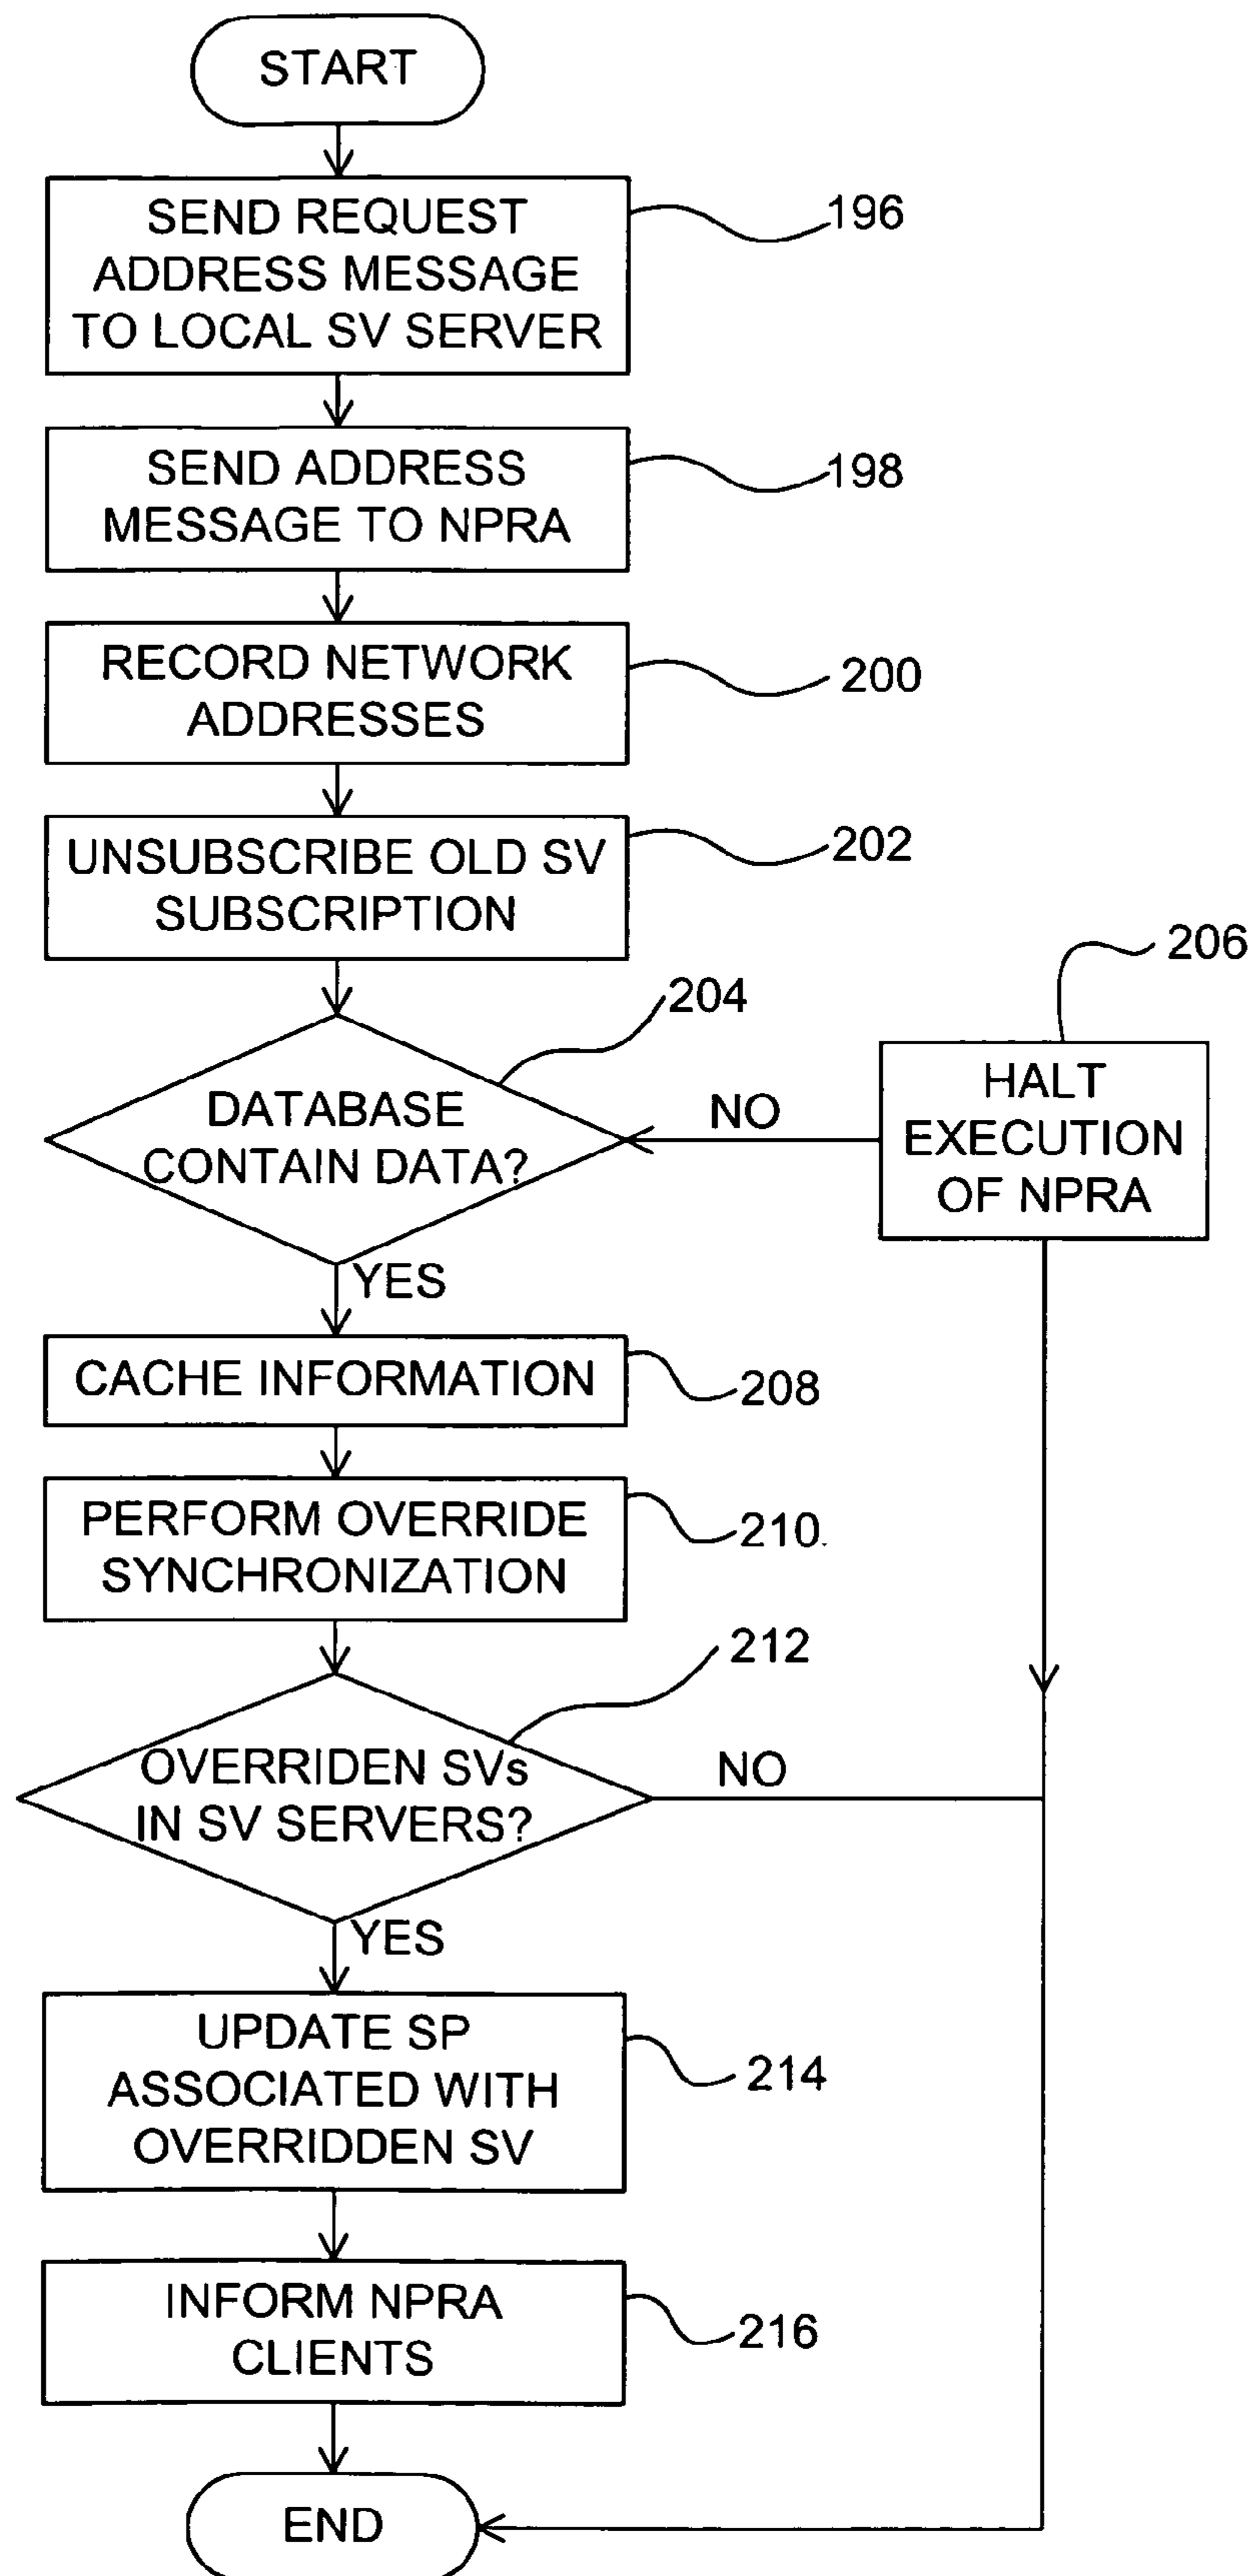 START
SEND REQUEST
ADDRESS MESSAGE
TO LOCAL SV SERVER
196
SEND ADDRESS
MESSAGE TO NPRA
198
RECORD NETWORK
ADDRESSES
200
UNSUBSCRIBE OLD SV
SUBSCRIPTION
202
204
206
DATABASE
CONTAIN DATA?
NO
HALT
EXECUTION
OF NPRA
YES
CACHE INFORMATION
208
PERFORM OVERRIDE
SYNCHRONIZATION
210
212
OVERRIDEN SVs
IN SV SERVERS?
NO
YES
UPDATE SP
ASSOCIATED WITH
OVERRIDDEN SV
214
INFORM NPRA
CLIENTS
216
END